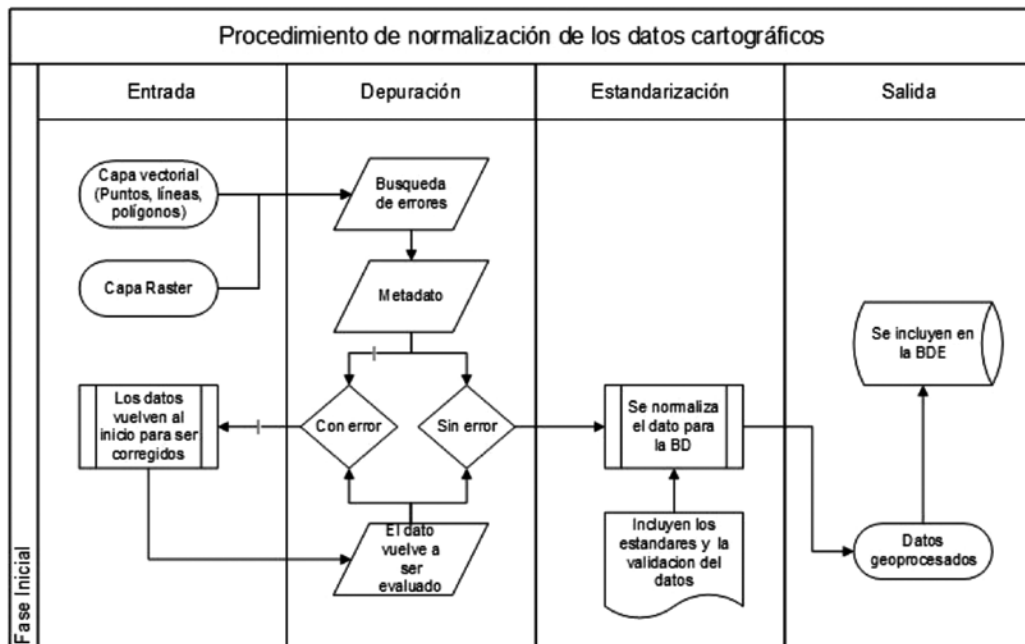 Procedimiento de normalización de los datos cartográficos
Entrada
Depuración
Estandarización
Salida
Capa vectorial
(Puntos, líneas,
polígonos)
Capa Raster
Los datos
vuelven al
inicio para ser
corregidos
Busqueda
de errores
Metadato
Con error
Sin error
El dato
vuelve a
ser
evaluado
Se normaliza
el dato para
la BD
Incluyen los
estandares y la
validacion del
datos
Se incluyen en
la BDE
Datos
geoprocesados
Fase Inicial